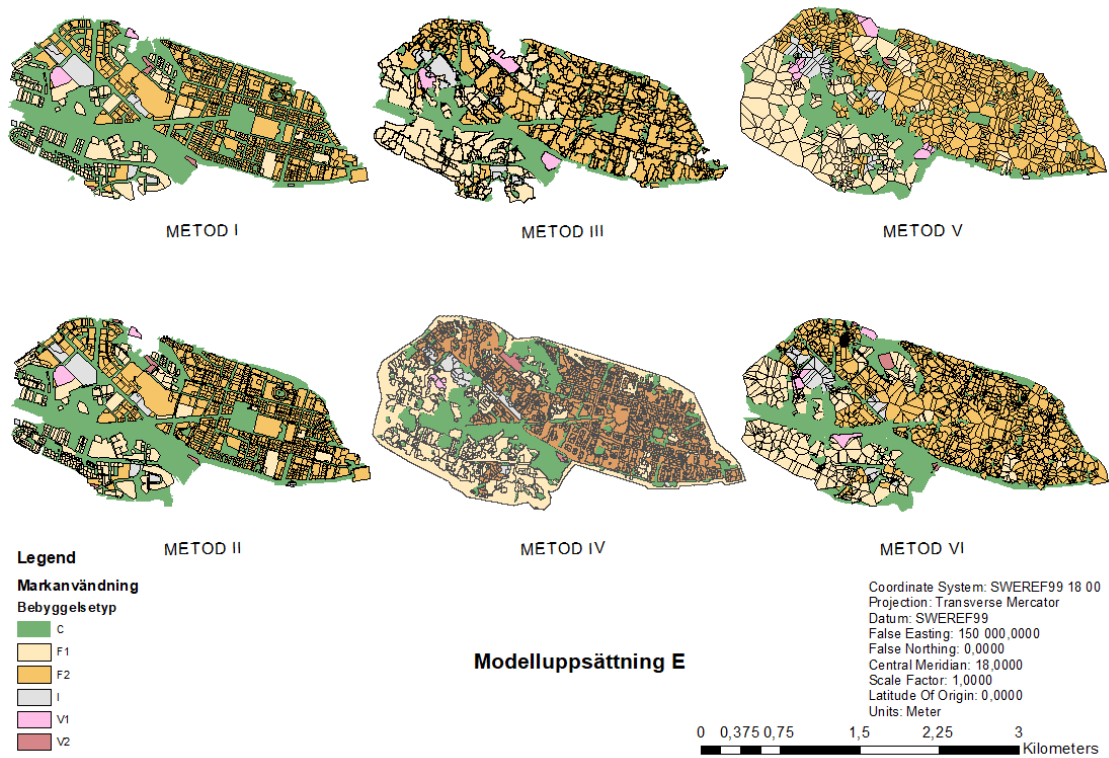 METOD I
METOD III
METOD V
METOD II
METOD IV
METOD VI
Legend
Markanvändning
Bebyggelsetyp
C
F1
F2
I
V1
V2
Modelluppsättning E
Coordinate System: SWEREF99 18 00
Projection: Transverse Mercator
Datum: SWEREF99
False Easting: 150 000,0000
False Northing: 0,0000
Central Meridian: 18,0000
Scale Factor: 1,0000
Latitude Of Origin: 0,0000
Units: Meter
0 0,375 0,75 1,5 2,25 3
Kilometers